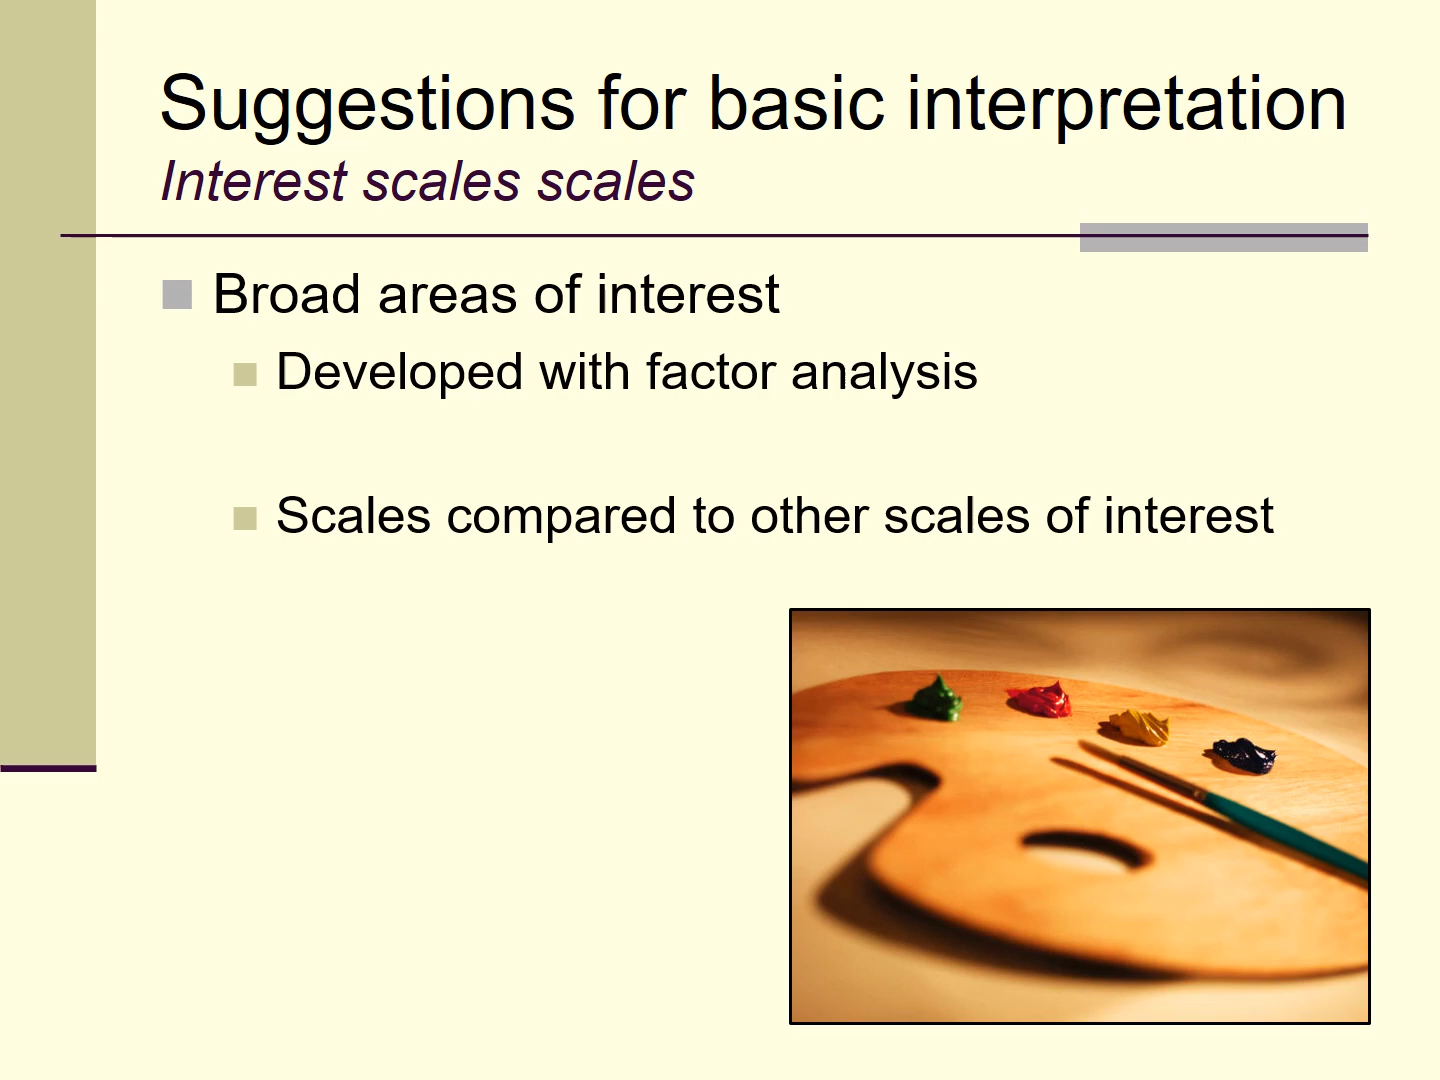 Suggestions for basic interpretation
Interest scales scales
Broad areas of interest
Developed with factor analysis
Scales compared to other scales of interest